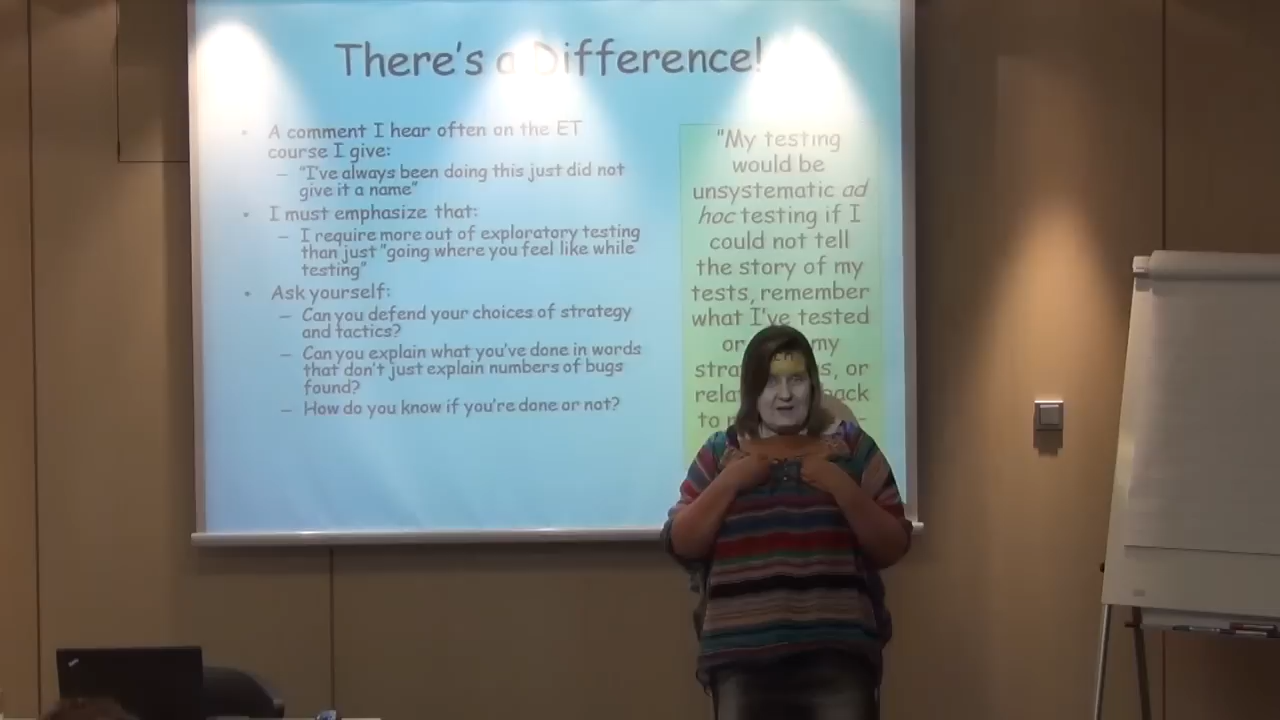 There's a Difference!
• A comment I hear often on the ET
course I give:
– "I've always been doing this just did not
give it a name"
• I must emphasize that:
– I require more out of exploratory testing
than just "going where you feel like while
testing"
• Ask yourself:
– Can you defend your choices of strategy
and tactics?
– Can you explain what you've done in words
that don't just explain numbers of bugs
found?
– How do you know if you're done or not?
"My testing
would be
unsystematic ad
hoc testing if I
could not tell
the story of my
tests, remember
what I've tested
or my
or
to